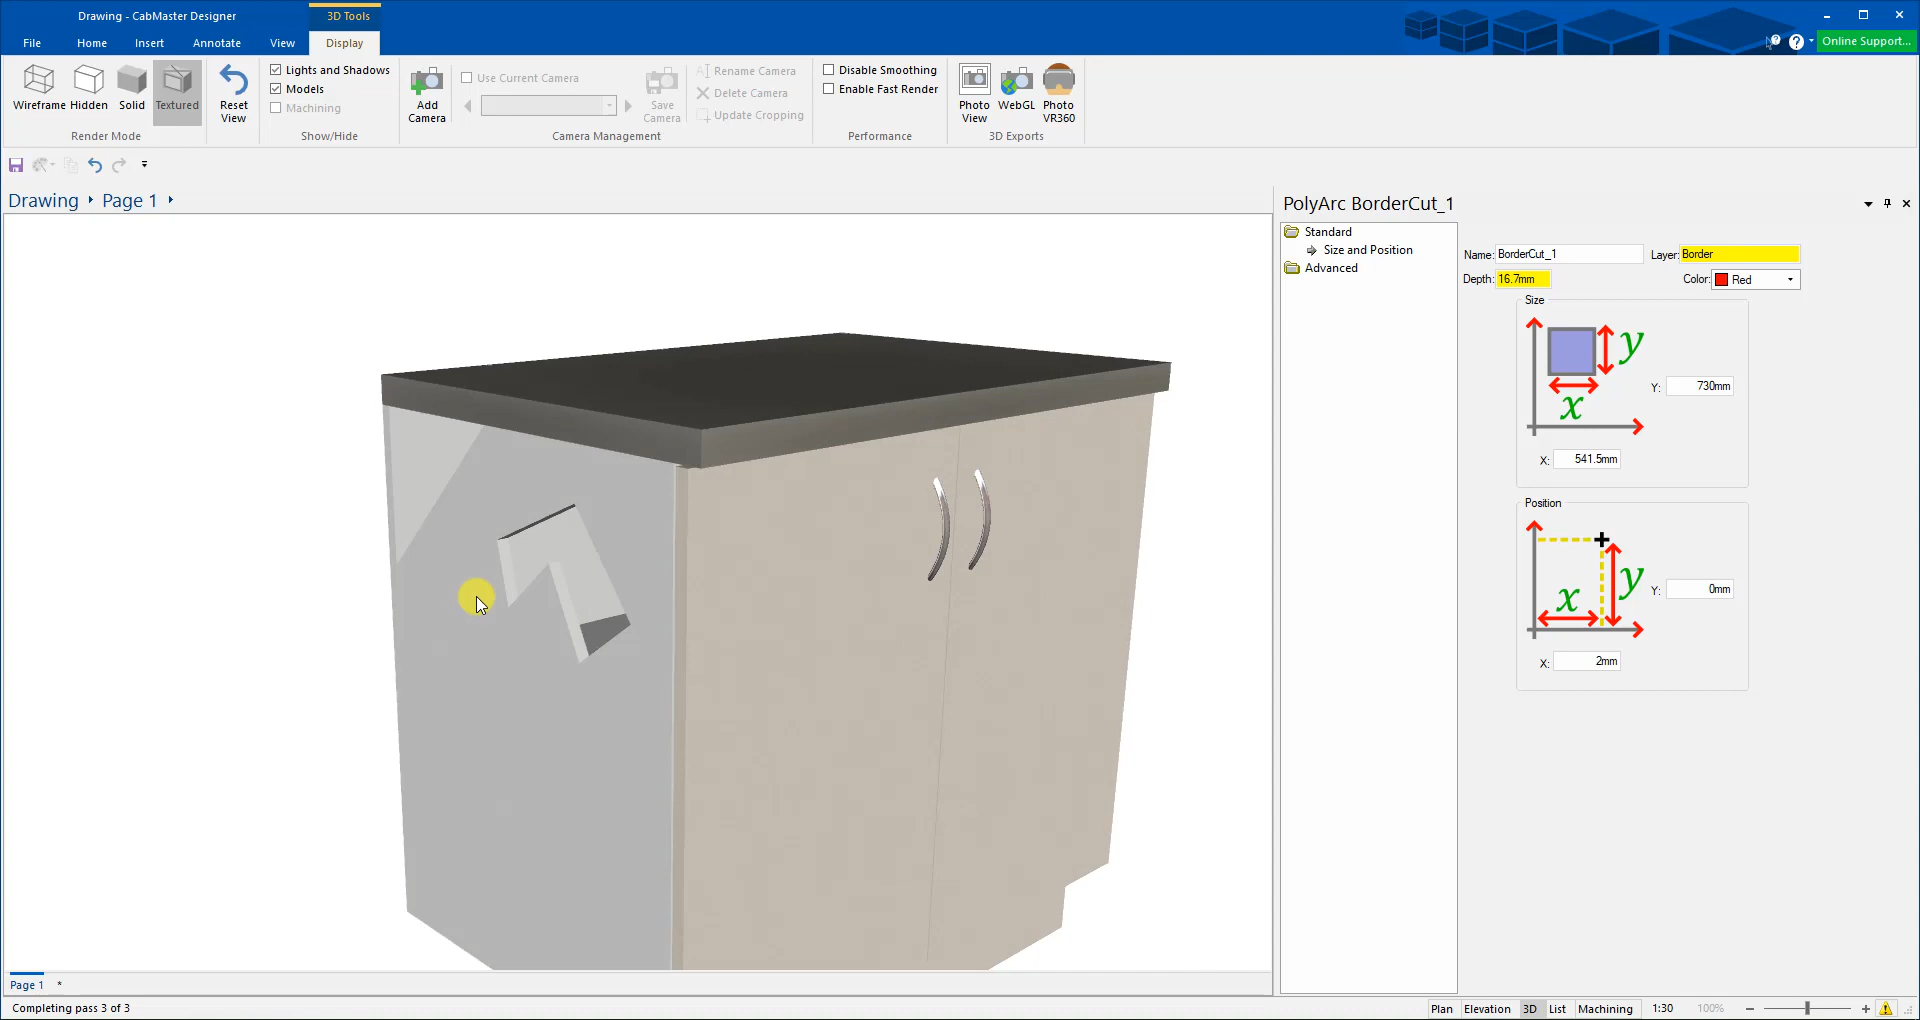 Drawing - CabMaster Designer
3D Tools
File
Home
Insert
Annotate
View
Display
Online Support...
Wireframe
Hidden
Solid
Textured
Render Mode
Reset
View
Lights and Shadows
Models
Machining
Show/Hide
Add
Camera
Use Current Camera
Save
Camera
Rename Camera
Delete Camera
Update Cropping
Camera Management
Disable Smoothing
Enable Fast Render
Performance
Photo
View
WebGL
Photo
VR360
3D Exports
Drawing
Page 1
PolyArc BorderCut_1
Standard
Size and Position
Advanced
Name: BorderCut_1
Layer: Border
Depth: 16.7mm
Color: Red
Size
y
x
Y: 730mm
X: 541.5mm
Position
y
x
Y: 0mm
X: 2mm
Page 1 *
Completing pass 3 of 3
Plan
Elevation
3D
List
Machining
1:30
100%